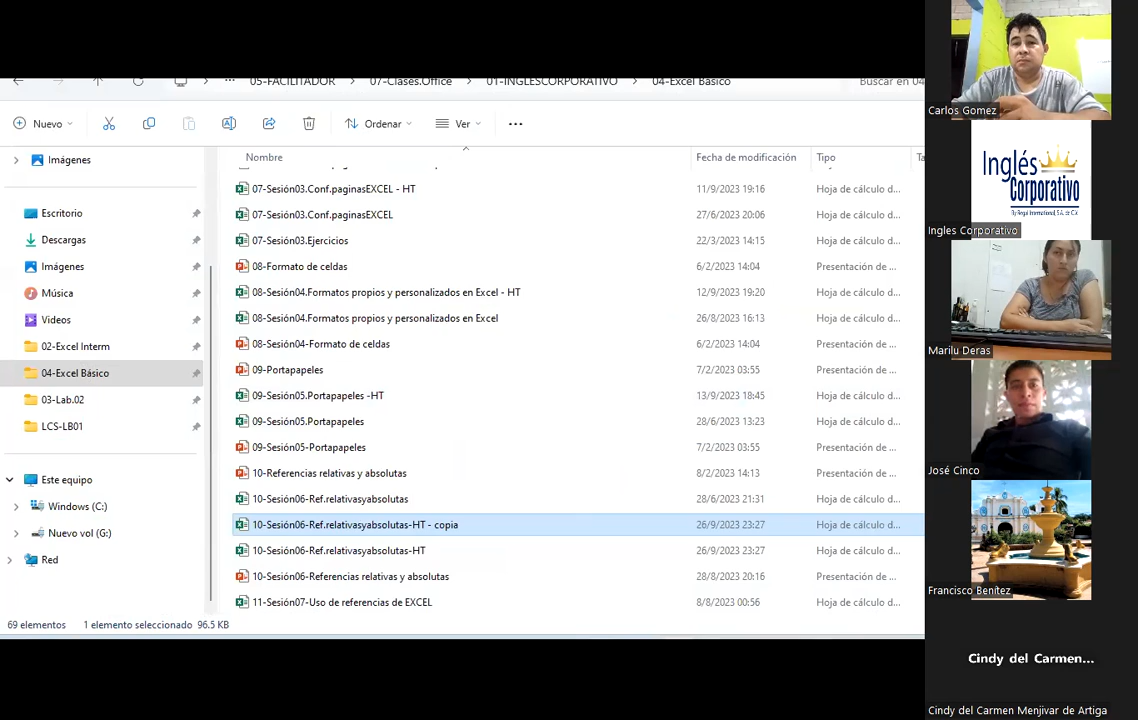 05-FACILITADOR > 07-Clases.Office > 01-INGLESCORPORATIVO > 04-Excel Básico
Buscar en 04
Nuevo
Ordenar
Ver
Nombre
Fecha de modificación
Tipo
Imágenes
Escritorio
Descargas
Imágenes
Música
Videos
02-Excel Interm
04-Excel Básico
03-Lab.02
LCS-LB01
Este equipo
Windows (C:)
Nuevo vol (G:)
Red
07-Sesión03.Conf.paginasEXCEL - HT 11/9/2023 19:16 Hoja de cálculo d...
07-Sesión03.Conf.paginasEXCEL 27/6/2023 20:06 Hoja de cálculo d...
07-Sesión03.Ejercicios 22/3/2023 14:15 Hoja de cálculo d...
08-Formato de celdas 6/2/2023 14:04 Presentación de ...
08-Sesión04.Formatos propios y personalizados en Excel - HT 12/9/2023 19:20 Hoja de cálculo d...
08-Sesión04.Formatos propios y personalizados en Excel 26/8/2023 16:13 Hoja de cálculo d...
08-Sesión04-Formato de celdas 6/2/2023 14:04 Presentación de ...
09-Portapapeles 7/2/2023 03:55 Presentación de ...
09-Sesión05.Portapapeles -HT 13/9/2023 18:45 Hoja de cálculo d...
09-Sesión05.Portapapeles 28/6/2023 13:23 Hoja de cálculo d...
09-Sesión05-Portapapeles 7/2/2023 03:55 Presentación de ...
10-Referencias relativas y absolutas 8/2/2023 14:13 Presentación de ...
10-Sesión06-Ref.relativasyabsolutas 28/6/2023 21:31 Hoja de cálculo d...
10-Sesión06-Ref.relativasyabsolutas-HT - copia 26/9/2023 23:27 Hoja de cálculo d...
10-Sesión06-Ref.relativasyabsolutas-HT 26/9/2023 23:27 Hoja de cálculo d...
10-Sesión06-Referencias relativas y absolutas 28/8/2023 20:16 Presentación de ...
11-Sesión07-Uso de referencias de EXCEL 8/8/2023 00:56 Hoja de cálculo d...
69 elementos
1 elemento seleccionado 96.5 KB
Carlos Gomez
Inglés
Corporativo
By Regal International, S.A. de C.V.
Ingles Corporativo
Marilu Deras
José Cinco
Francisco Benítez
Cindy del Carmen...
Cindy del Carmen Menjivar de Artiga